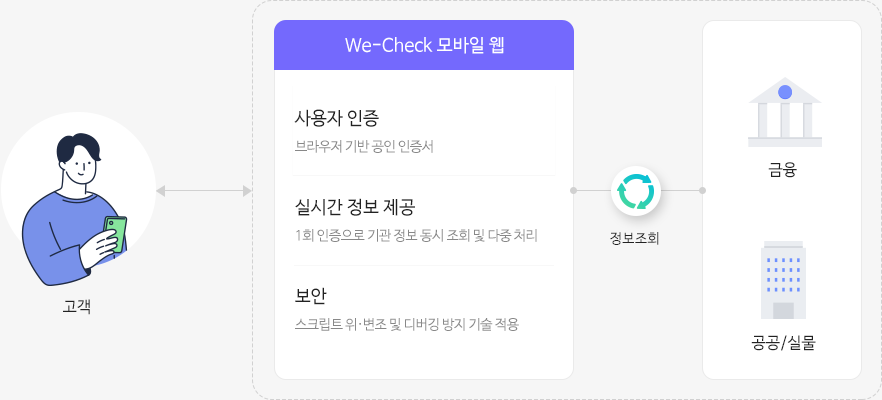 We-Check 모바일 웹
사용자 인증
브라우저 기반 공인 인증서
실시간 정보 제공
1회 인증으로 기관 정보 동시 조회 및 다중 처리
보안
스크립트 위·변조 및 디버깅 방지 기술 적용
고객
정보조회
금융
공공/실물